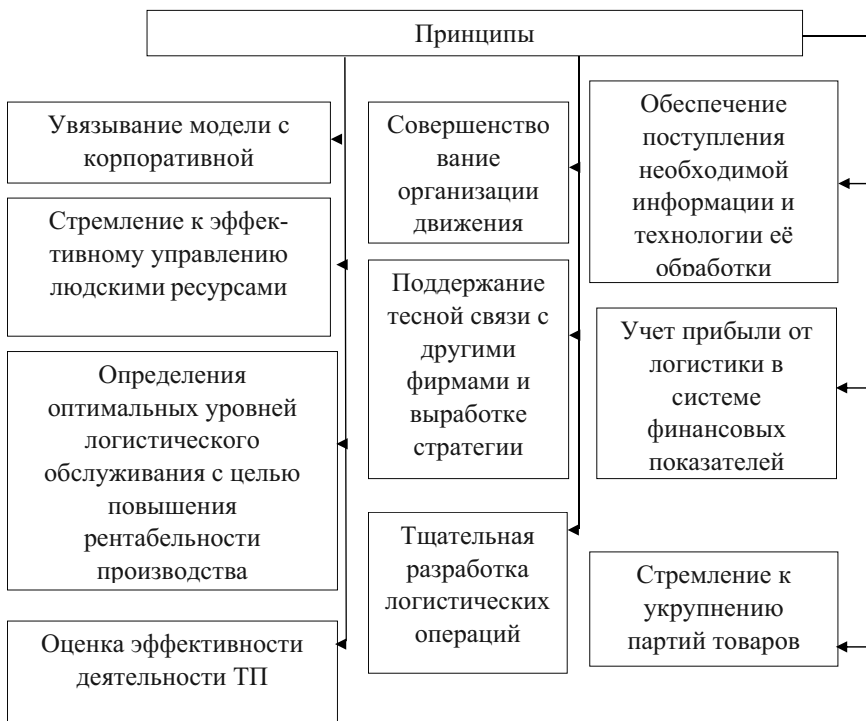 Принципы
Увязывание модели с
корпоративной
Стремление к эффек-
тивному управлению
людскими ресурсами
Определения
оптимальных уровней
логистического
обслуживания с целью
повышения
рентабельности
производства
Оценка эффективности
деятельности ТП
Совершенство
вание
организации
движения
Поддержание
тесной связи с
другими
фирмами и
выработке
стратегии
Тщательная
разработка
логистических
операций
Обеспечение
поступления
необходимой
информации и
технологии её
обработки
Учет прибыли от
логистики в
системе
финансовых
показателей
Стремление к
укрупнению
партий товаров